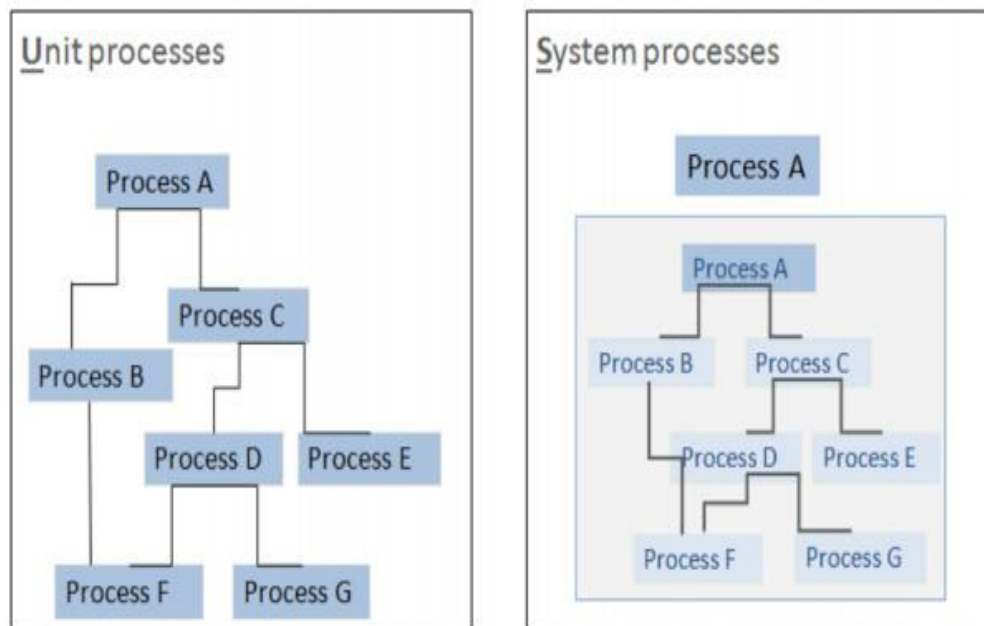 Unit processes
Process A
Process C
Process B
Process D
Process E
Process F
Process G
System processes
Process A
Process A
Process B
Process C
Process D
Process E
Process F
Process G